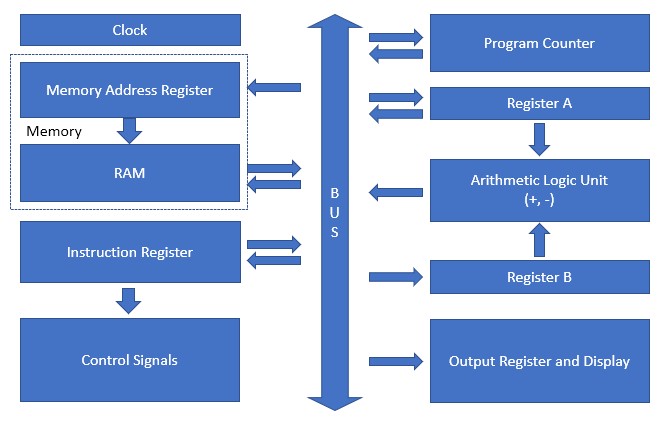 Clock
Memory Address Register
Memory
RAM
Instruction Register
Control Signals
B
U
S
Program Counter
Register A
Arithmetic Logic Unit
(+, -)
Register B
Output Register and Display